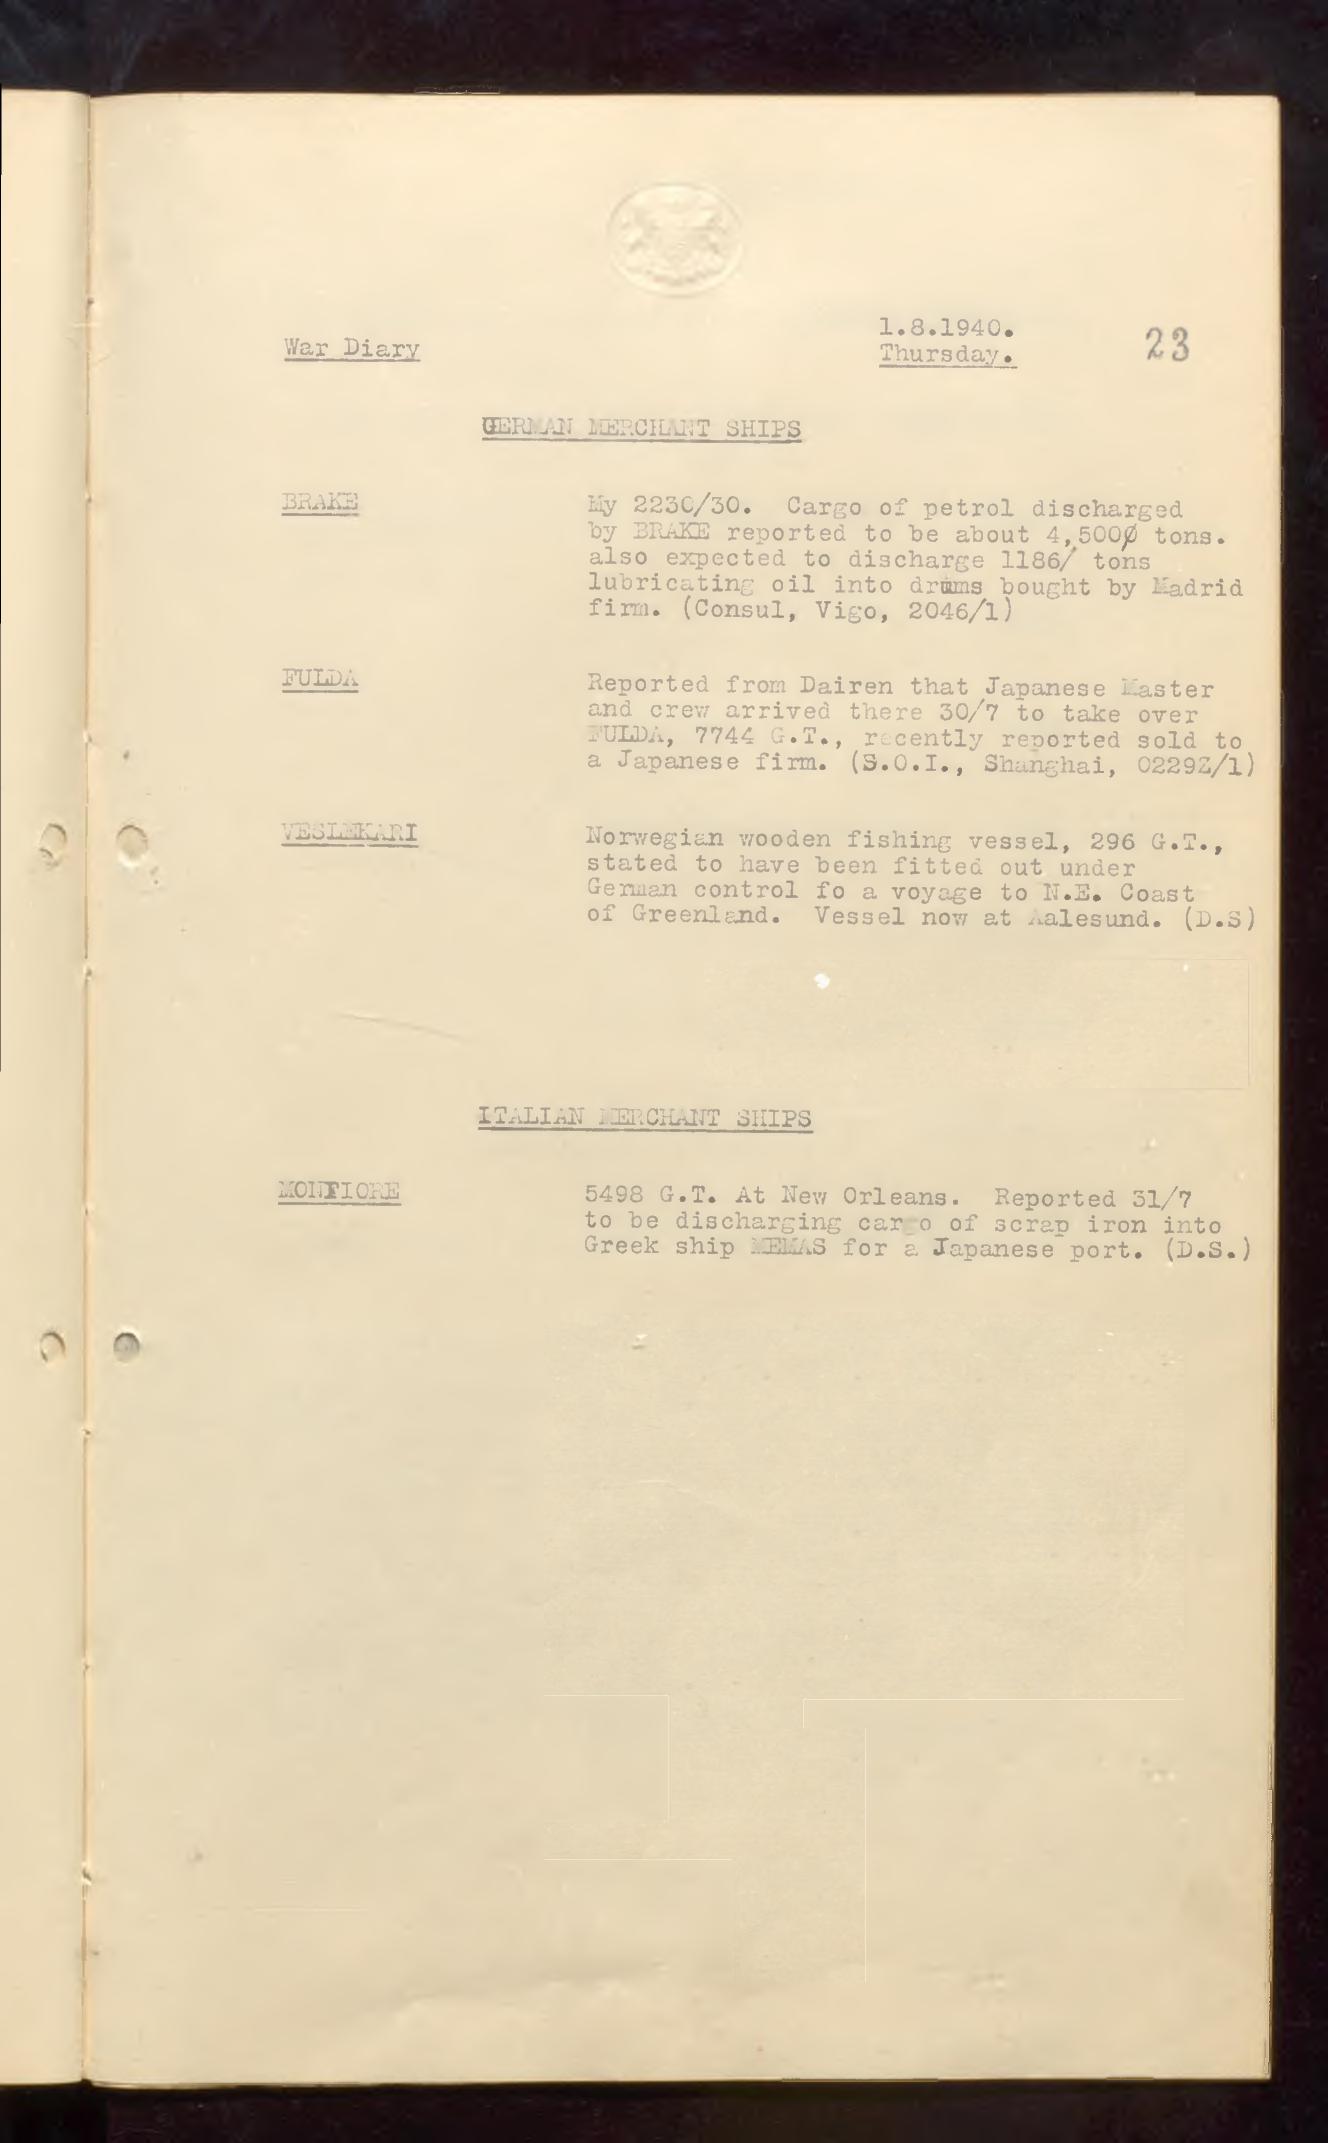 War Diary
1.8.1940.
Thursday.
23
GERMAN MERCHANT SHIPS
BRAKE
My 2230/30. Cargo of petrol discharged
by BRAKE reported to be about 4,500 tons.
also expected to discharge 1186 tons
lubricating oil into drums bought by Madrid
firm. (Consul, Vigo, 2046/1)
FULDA
Reported from Dairen that Japanese Master
and crew arrived there 30/7 to take over
FULDA, 7744 G.T., recently reported sold to
a Japanese firm. (S.O.I., Shanghai, 0229Z/1)
VESLEKARI
Norwegian wooden fishing vessel, 296 G.T.,
stated to have been fitted out under
German control fo a voyage to N.E. Coast
of Greenland. Vessel now at Aalesund. (D.S)
ITALIAN MERCHANT SHIPS
MONFIORE
5498 G.T. At New Orleans. Reported 31/7
to be discharging cargo of scrap iron into
Greek ship MEMAS for a Japanese port. (D.S.)